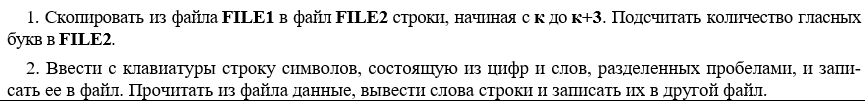 1. Скопировать из файла FILE1 в файл FILE2 строки, начиная с к до к+3. Подсчитать количество гласных
букв в FILE2.
2. Ввести с клавиатуры строку символов, состоящую из цифр и слов, разделенных пробелами, и запи-
сать ее в файл. Прочитать из файла данные, вывести слова строки и записать их в другой файл.